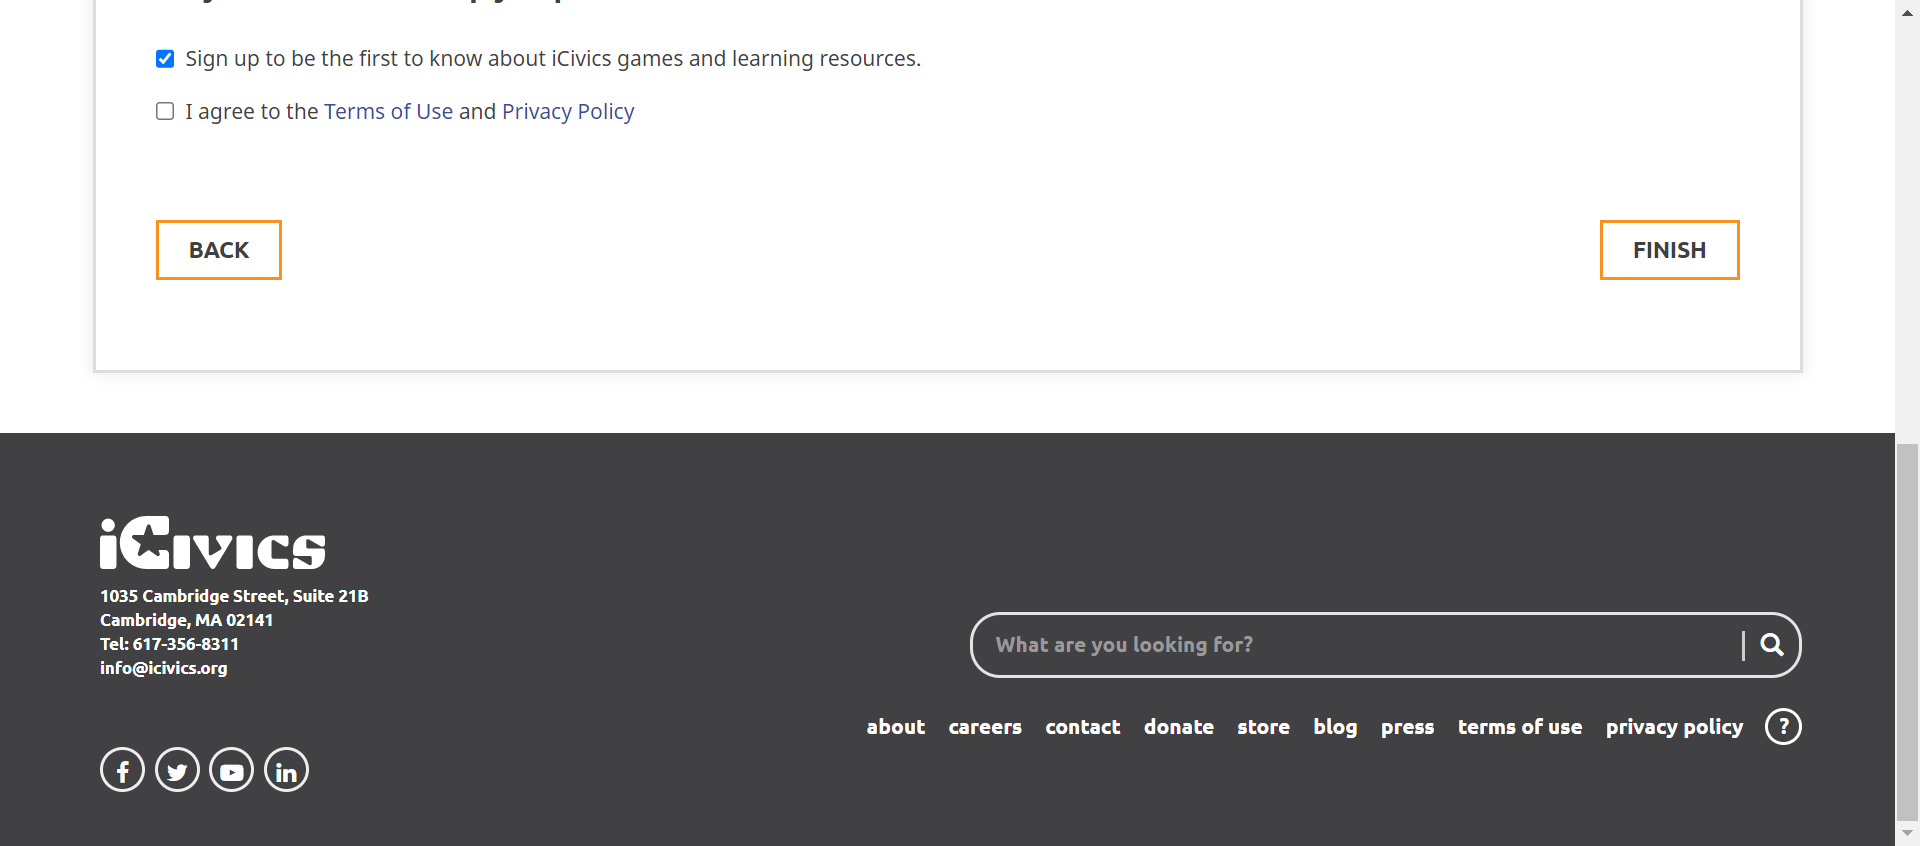 Sign up to be the first to know about iCivics games and learning resources.
I agree to the Terms of Use and Privacy Policy
BACK
FINISH
iCivics
1035 Cambridge Street, Suite 21B
Cambridge, MA 02141
Tel: 617-356-8311
info@icivics.org
What are you looking for?
about careers contact donate store blog press terms of use privacy policy ?